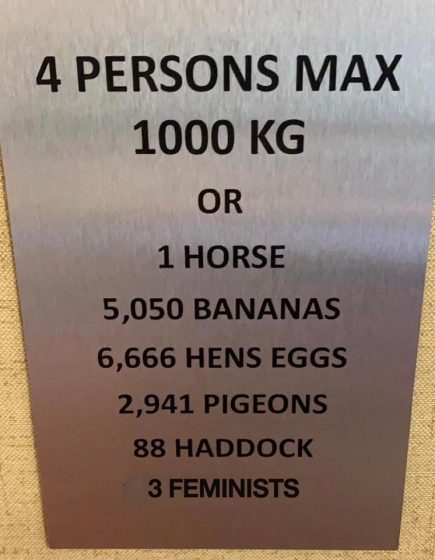 4 PERSONS MAX
1000 KG
OR
1 HORSE
5,050 BANANAS
6,666 HENS EGGS
2,941 PIGEONS
88 HADDOCK
3 FEMINISTS